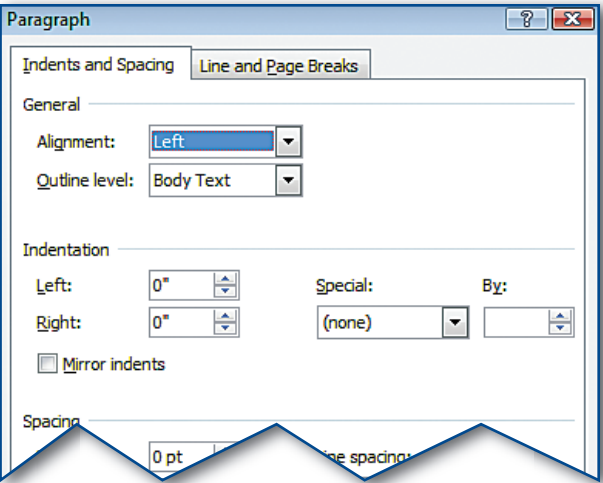 Paragraph ?
Indents and Spacing Line and Page Breaks
General
Alignment: Left
Outline level: Body Text
Indentation
Left: 0" Special: By:
Right: 0" (none)
Mirror indents
Spacing
0 pt spacing: